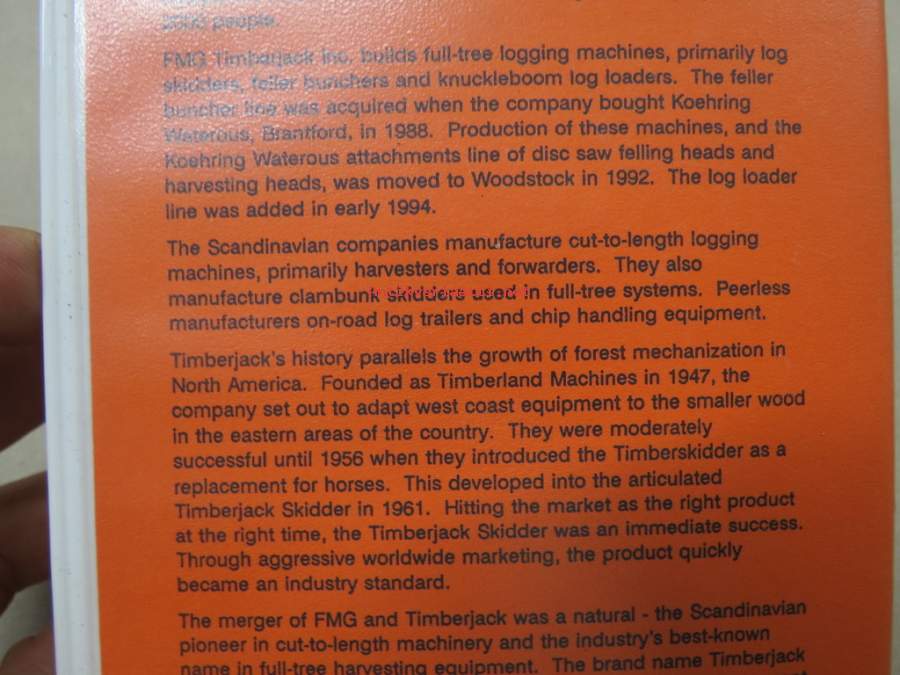 2000 people.
FMG Timberjack Inc. builds full-tree logging machines, primarily log
skidders, feller bunchers and knuckleboom log loaders. The feller
buncher line was acquired when the company bought Koehring
Waterous, Brantford, in 1988. Production of these machines, and the
Koehring Waterous attachments line of disc saw felling heads and
harvesting heads, was moved to Woodstock in 1992. The log loader
line was added in early 1994.
The Scandinavian companies manufacture cut-to-length logging
machines, primarily harvesters and forwarders. They also
manufacture clambunk skidders used in full-tree systems. Peerless
manufacturers on-road log trailers and chip handling equipment.
Timberjack's history parallels the growth of forest mechanization in
North America. Founded as Timberland Machines in 1947, the
company set out to adapt west coast equipment to the smaller wood
in the eastern areas of the country. They were moderately
successful until 1956 when they introduced the Timberskidder as a
replacement for horses. This developed into the articulated
Timberjack Skidder in 1961. Hitting the market as the right product
at the right time, the Timberjack Skidder was an immediate success.
Through aggressive worldwide marketing, the product quickly
became an industry standard.
The merger of FMG and Timberjack was a natural - the Scandinavian
pioneer in cut-to-length machinery and the industry's best-known
name in full-tree harvesting equipment. The brand name Timberjack